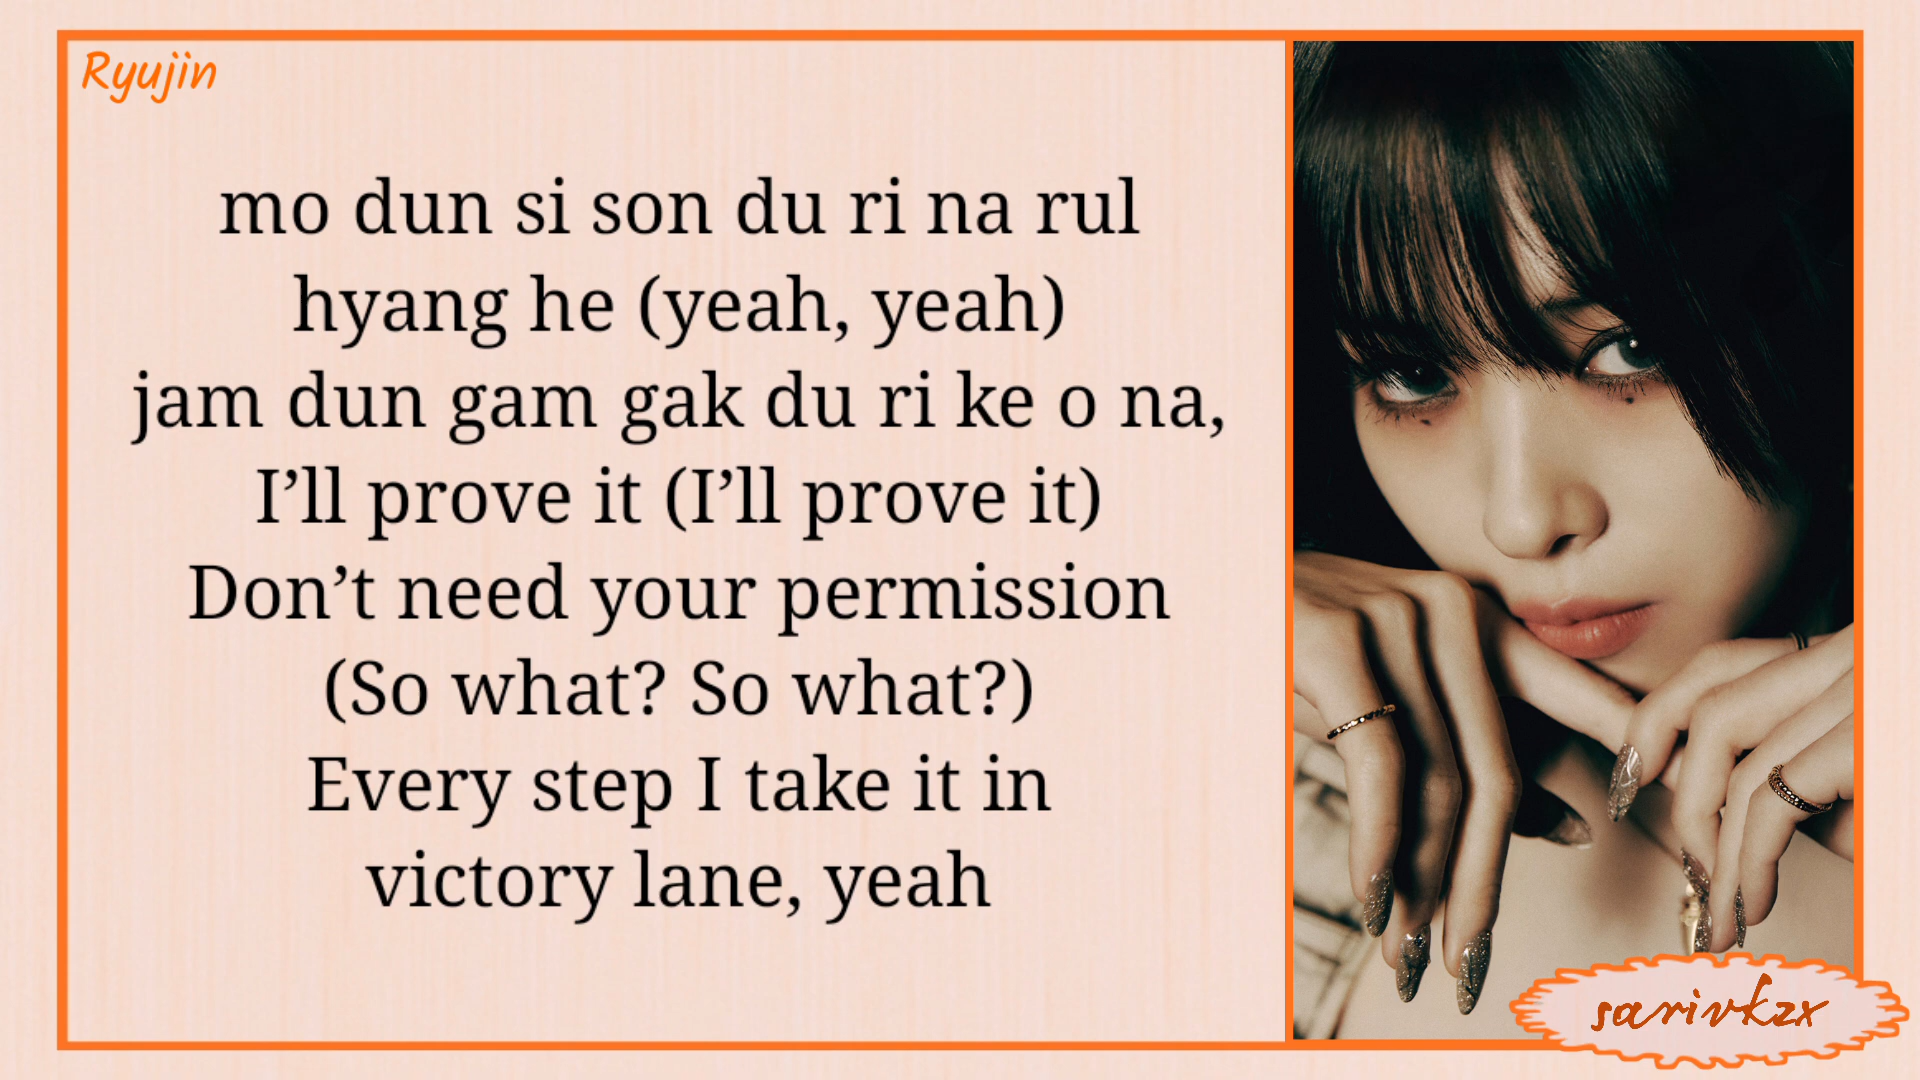 Ryujin
mo dun si son du ri na rul
hyang he (yeah, yeah)
jam dun gam gak du ri ke o na,
I’ll prove it (I’ll prove it)
Don’t need your permission
(So what? So what?)
Every step I take it in
victory lane, yeah
sarivkzx